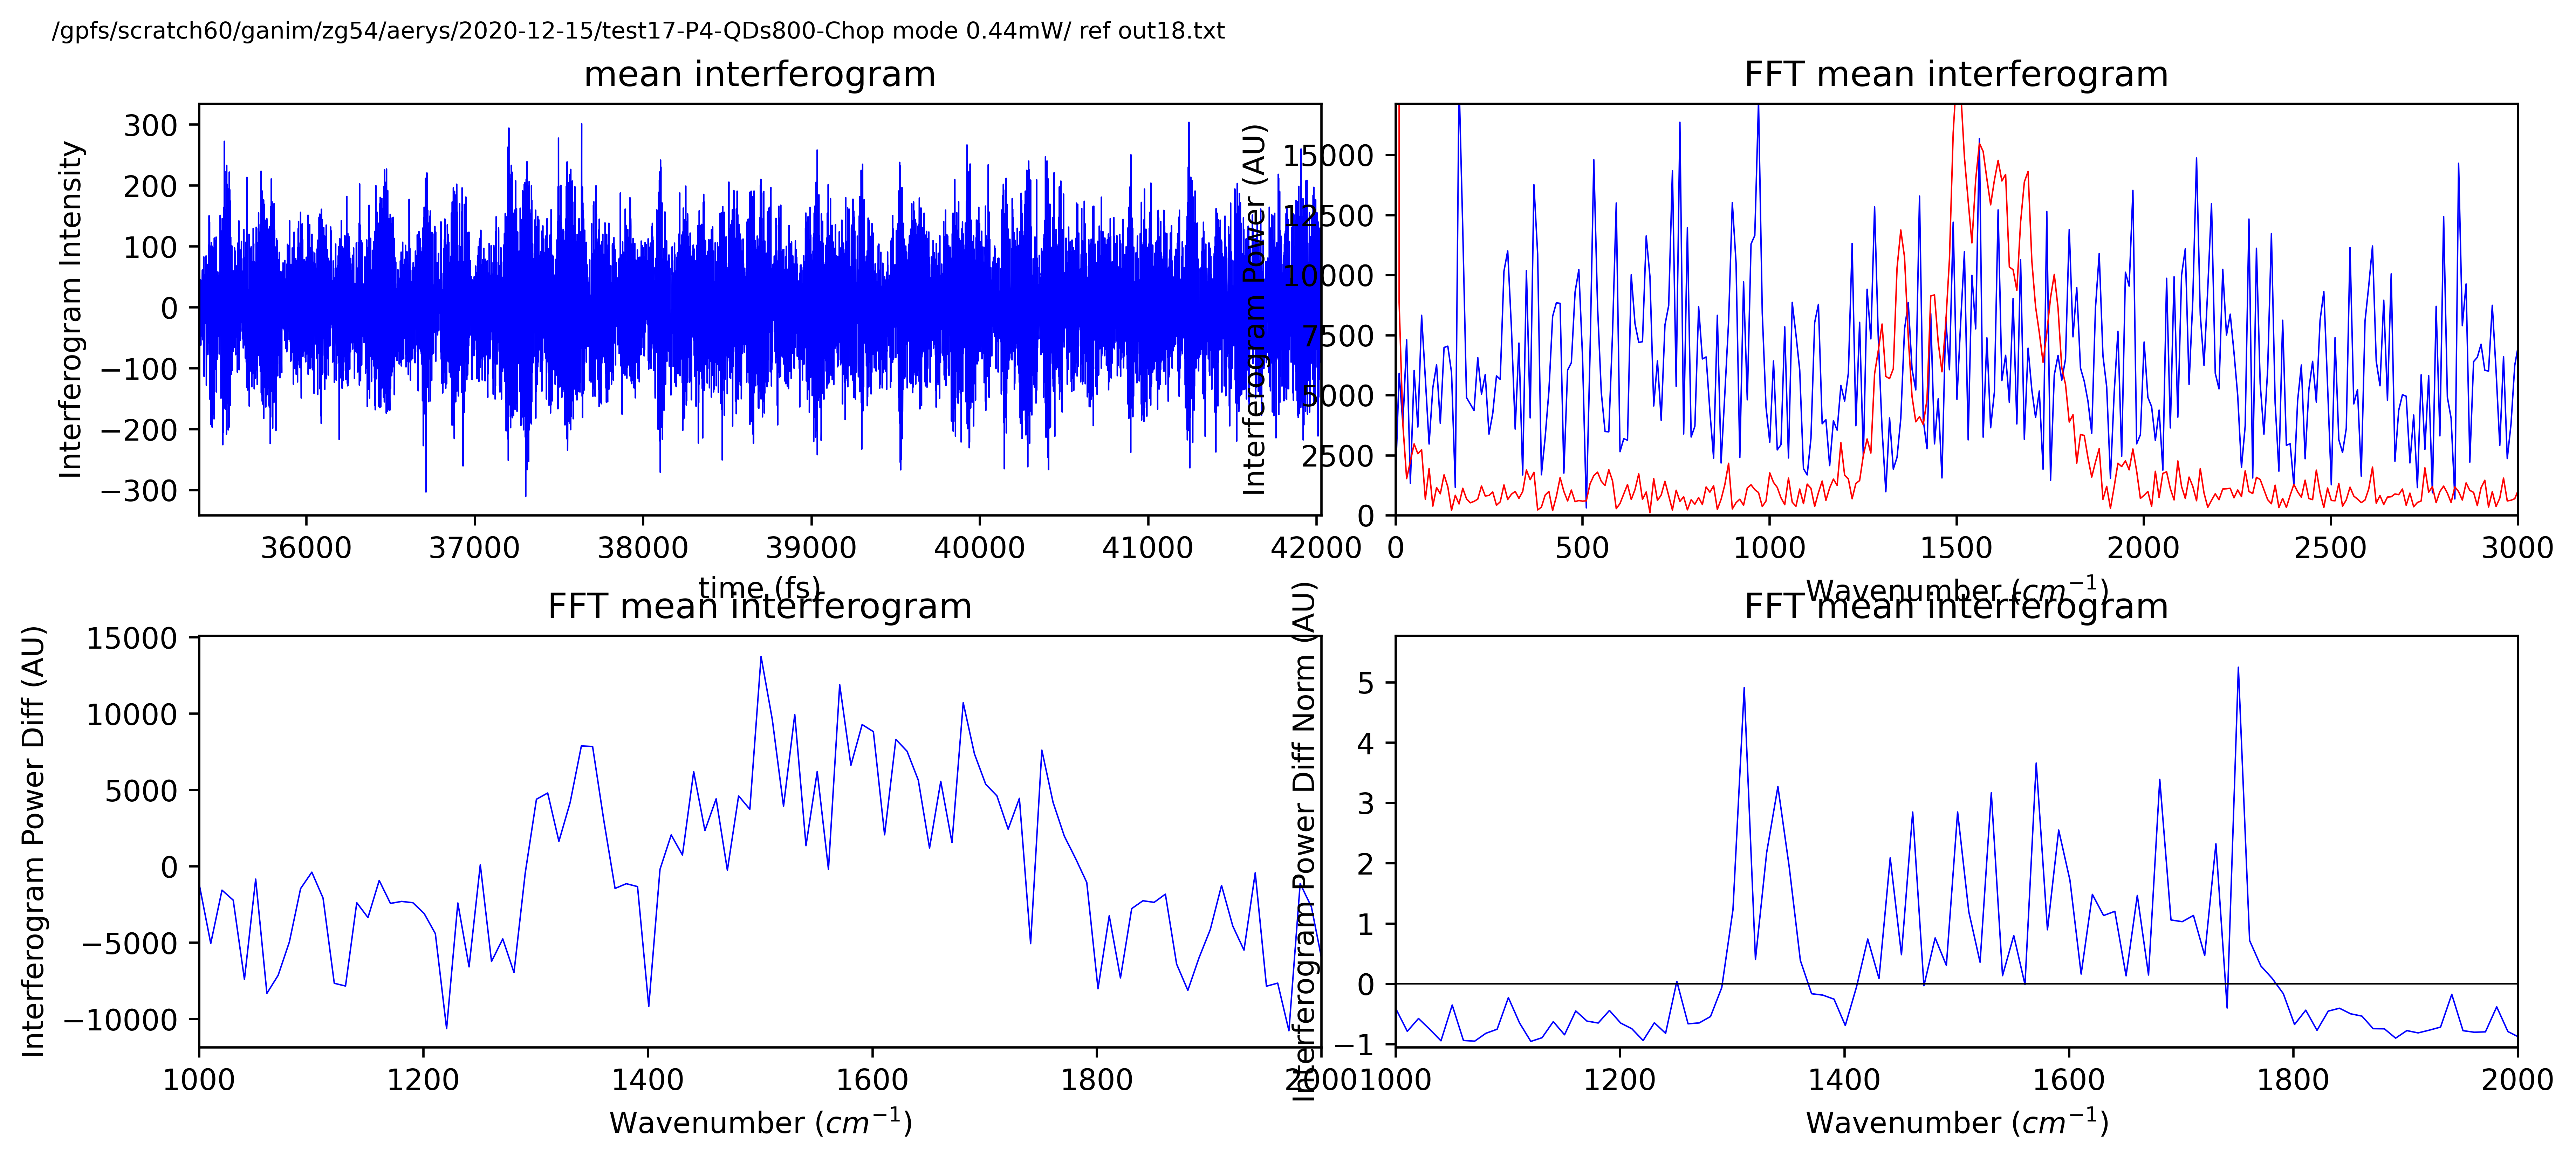 /gpfs/scratch60/ganim/zg54/aerys/2020-12-15/test17-P4-QDs800-Chop mode 0.44mW/ ref out18.txt
mean interferogram
Interferogram Intensity
300
200
100
0
−100
−200
−300
36000 37000 38000 39000 40000 41000 42000
time (fs)
FFT mean interferogram
Interferogram Power (AU)
15000
12500
10000
7500
5000
2500
0
0 500 1000 1500 2000 2500 3000
Wavenumber (cm⁻¹)
FFT mean interferogram
Interferogram Power Diff (AU)
15000
10000
5000
0
−5000
−10000
1000 1200 1400 1600 1800 2000
Wavenumber (cm⁻¹)
FFT mean interferogram
Interferogram Power Diff Norm (AU)
5
4
3
2
1
0
−1
1000 1200 1400 1600 1800 2000
Wavenumber (cm⁻¹)